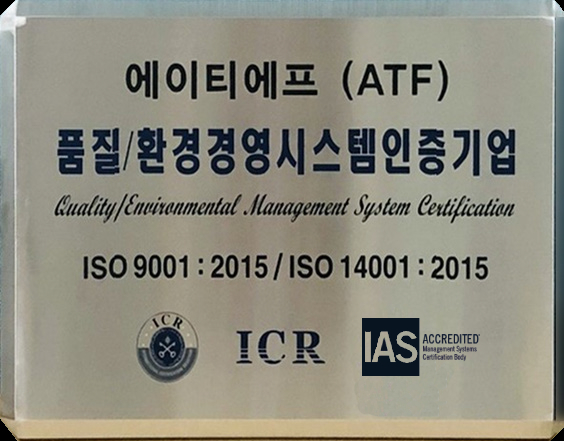 에이티에프 (ATF)
품질/환경경영시스템인증기업
Quality/Environmental Management System Certification
ISO 9001 : 2015 / ISO 14001 : 2015
ICR
ICR
IAS
ACCREDITED
Management Systems
Certification Body